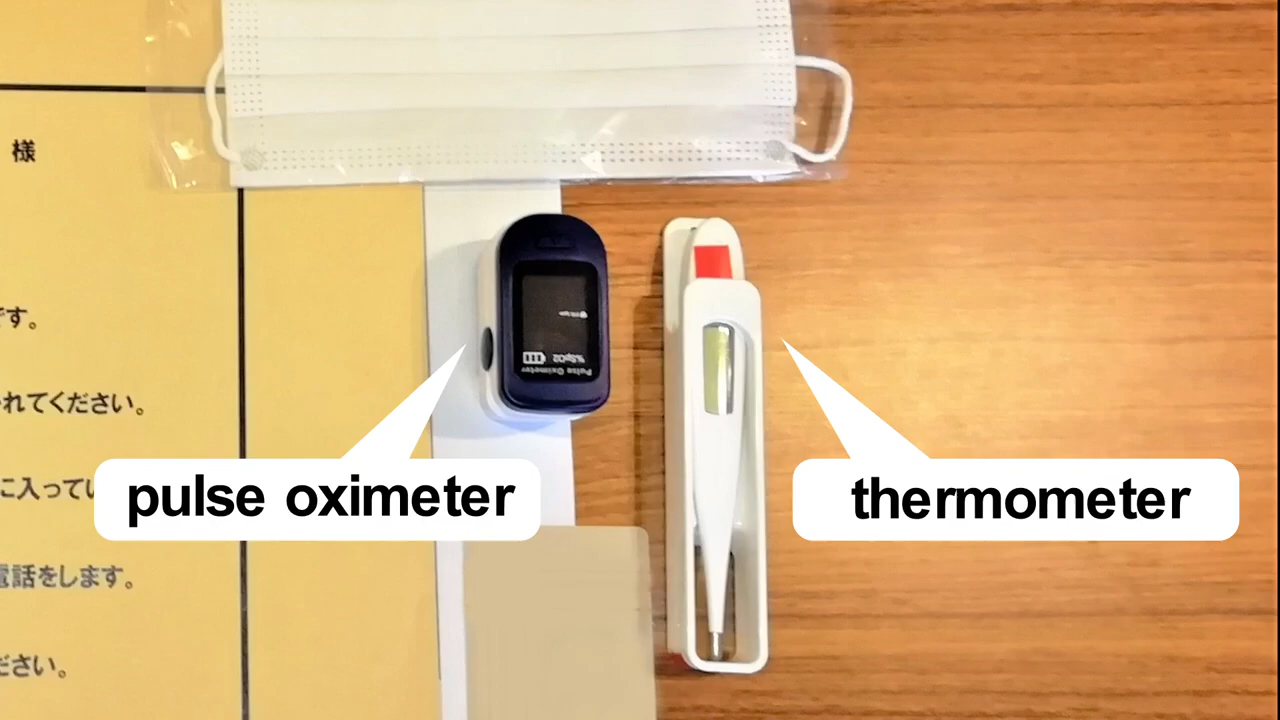 様
です。
れてください。
に入ってい
電話をします。
ださい。
%SpO2
Pulse Oximeter
pulse oximeter
thermometer